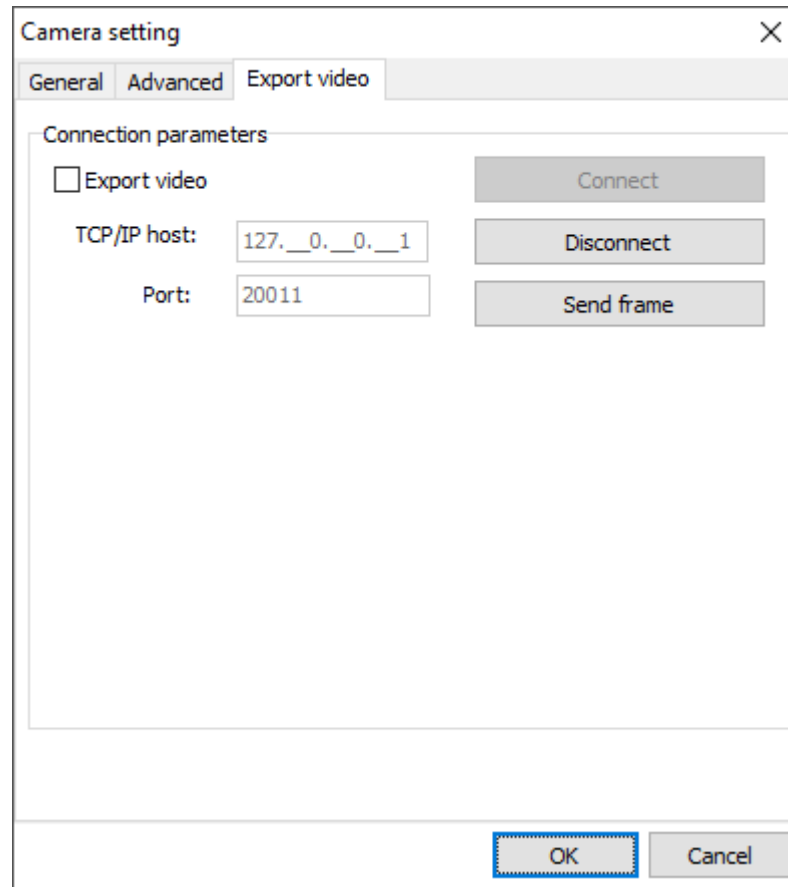 Camera setting
General Advanced Export video
Connection parameters
Export video Connect
TCP/IP host: 127.__0.__0.__1 Disconnect
Port: 20011 Send frame
OK Cancel